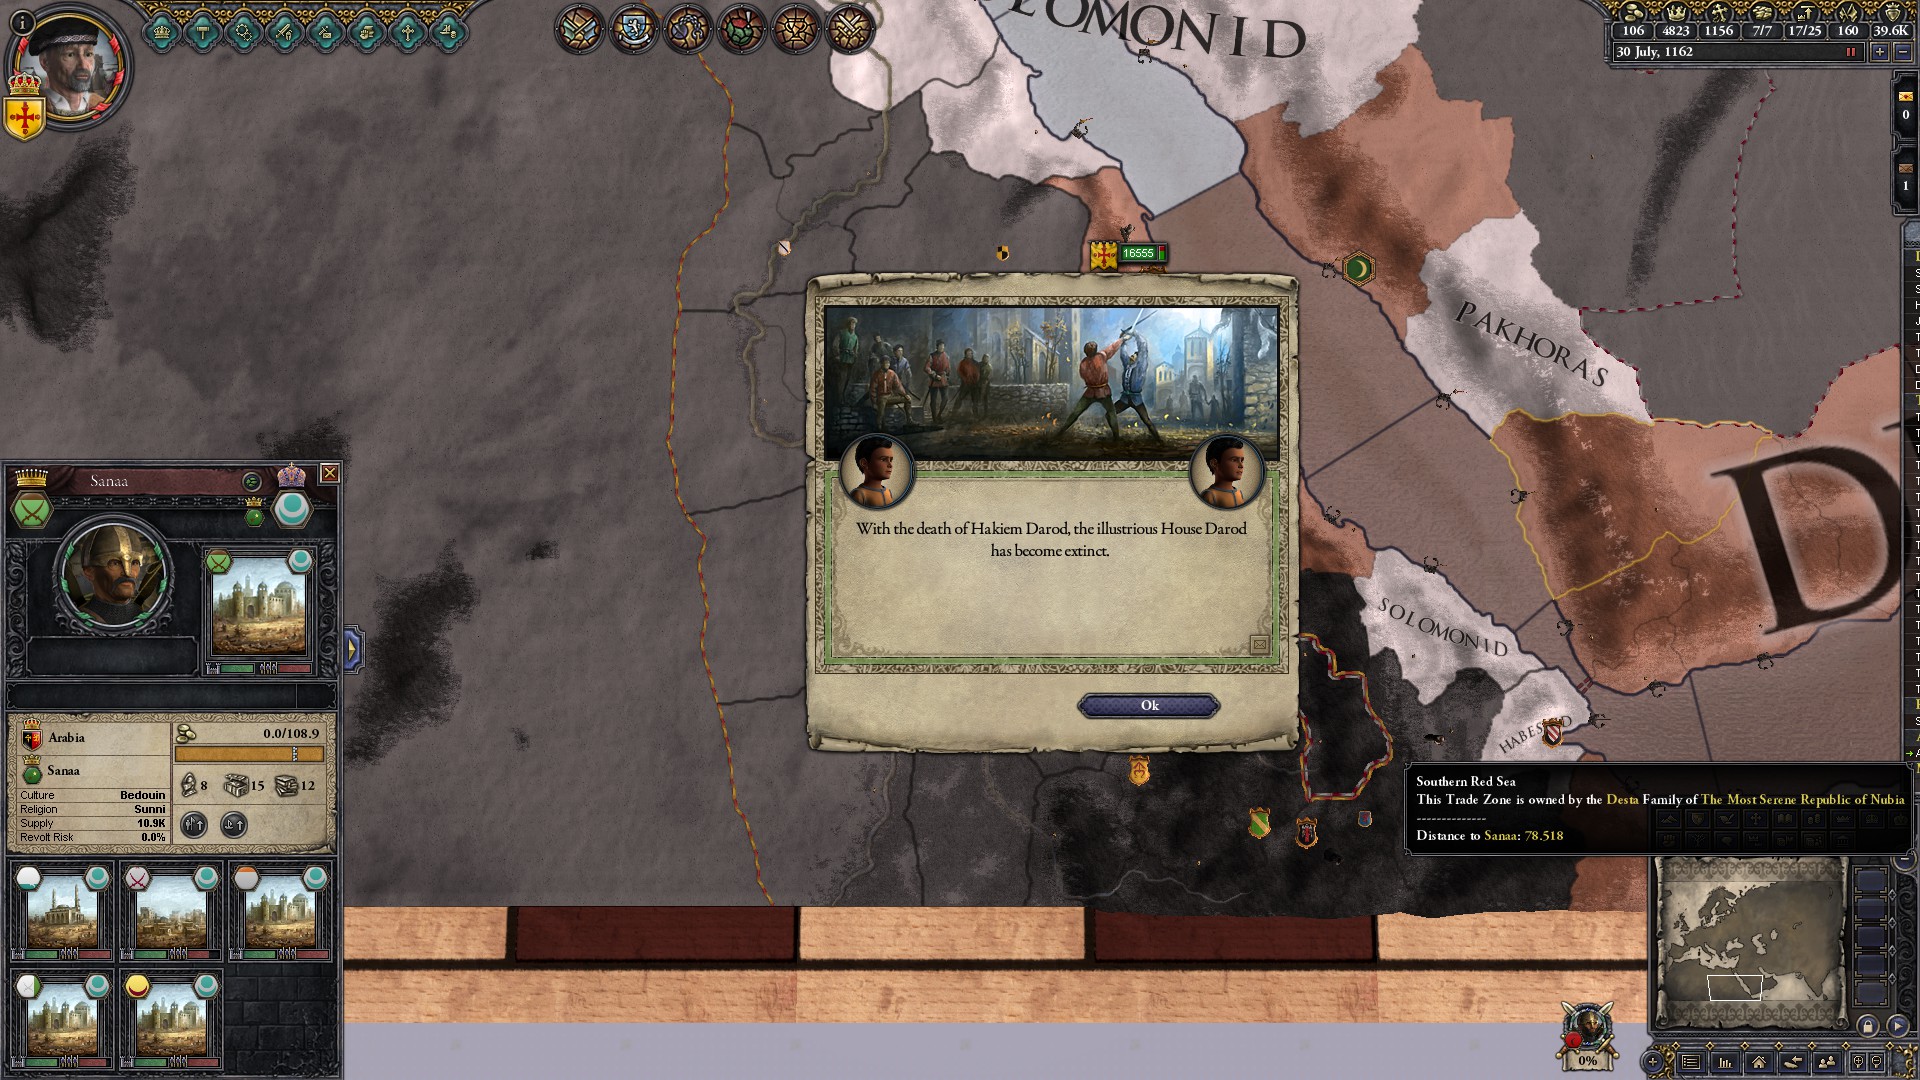 106 4823 1156 7/7 17/25 160 39.6K
30 July, 1162
0
1
SOLOMONID
16555
PAKHORAS
With the death of Hakiem Darod, the illustrious House Darod
has become extinct.
Ok
SOLOMONID
D
Sanaa
Arabia
0.0/108.9
Sanaa
8 15 12
Culture Bedouin
Religion Sunni
Supply 10.9K
Revolt Risk 0.0%
Southern Red Sea
This Trade Zone is owned by the Desta Family of The Most Serene Republic of Nubia
--------------
Distance to Sanaa: 78.518
0%